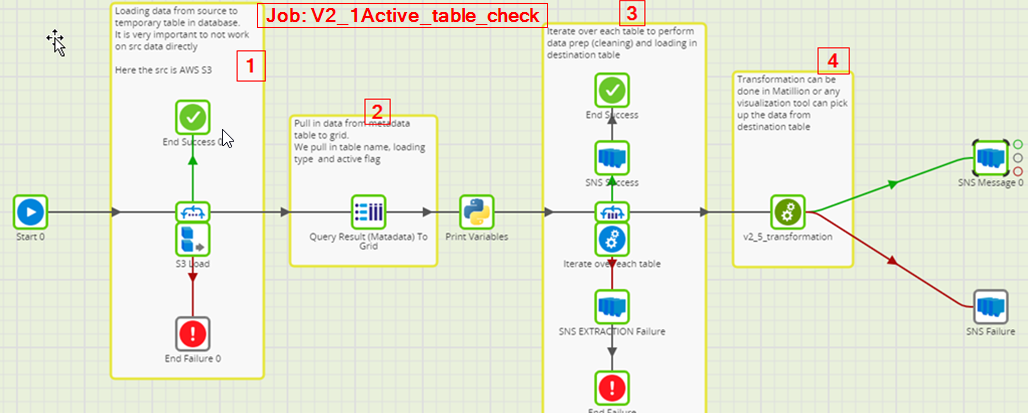 Job: V2_1Active_table_check
Loading data from source to
temporary table in database.
It is very important to not work
on src data directly
Here the src is AWS S3
1
End Success 0
Start 0
S3 Load
End Failure 0
2
Pull in data from metadata
table to grid.
We pull in table name, loading
type and active flag
Query Result (Matadata) To
Grid
Print Variables
3
Iterate over each table to perform
data prep (cleaning) and loading in
destination table
End Success
SNS Success
Iterate over each table
SNS EXTRACTION Failure
End Failure
4
Transformation can be
done in Matillion or any
visualization tool can pick
up the data from
destination table
v2_5_transformation
SNS Message 0
SNS Failure